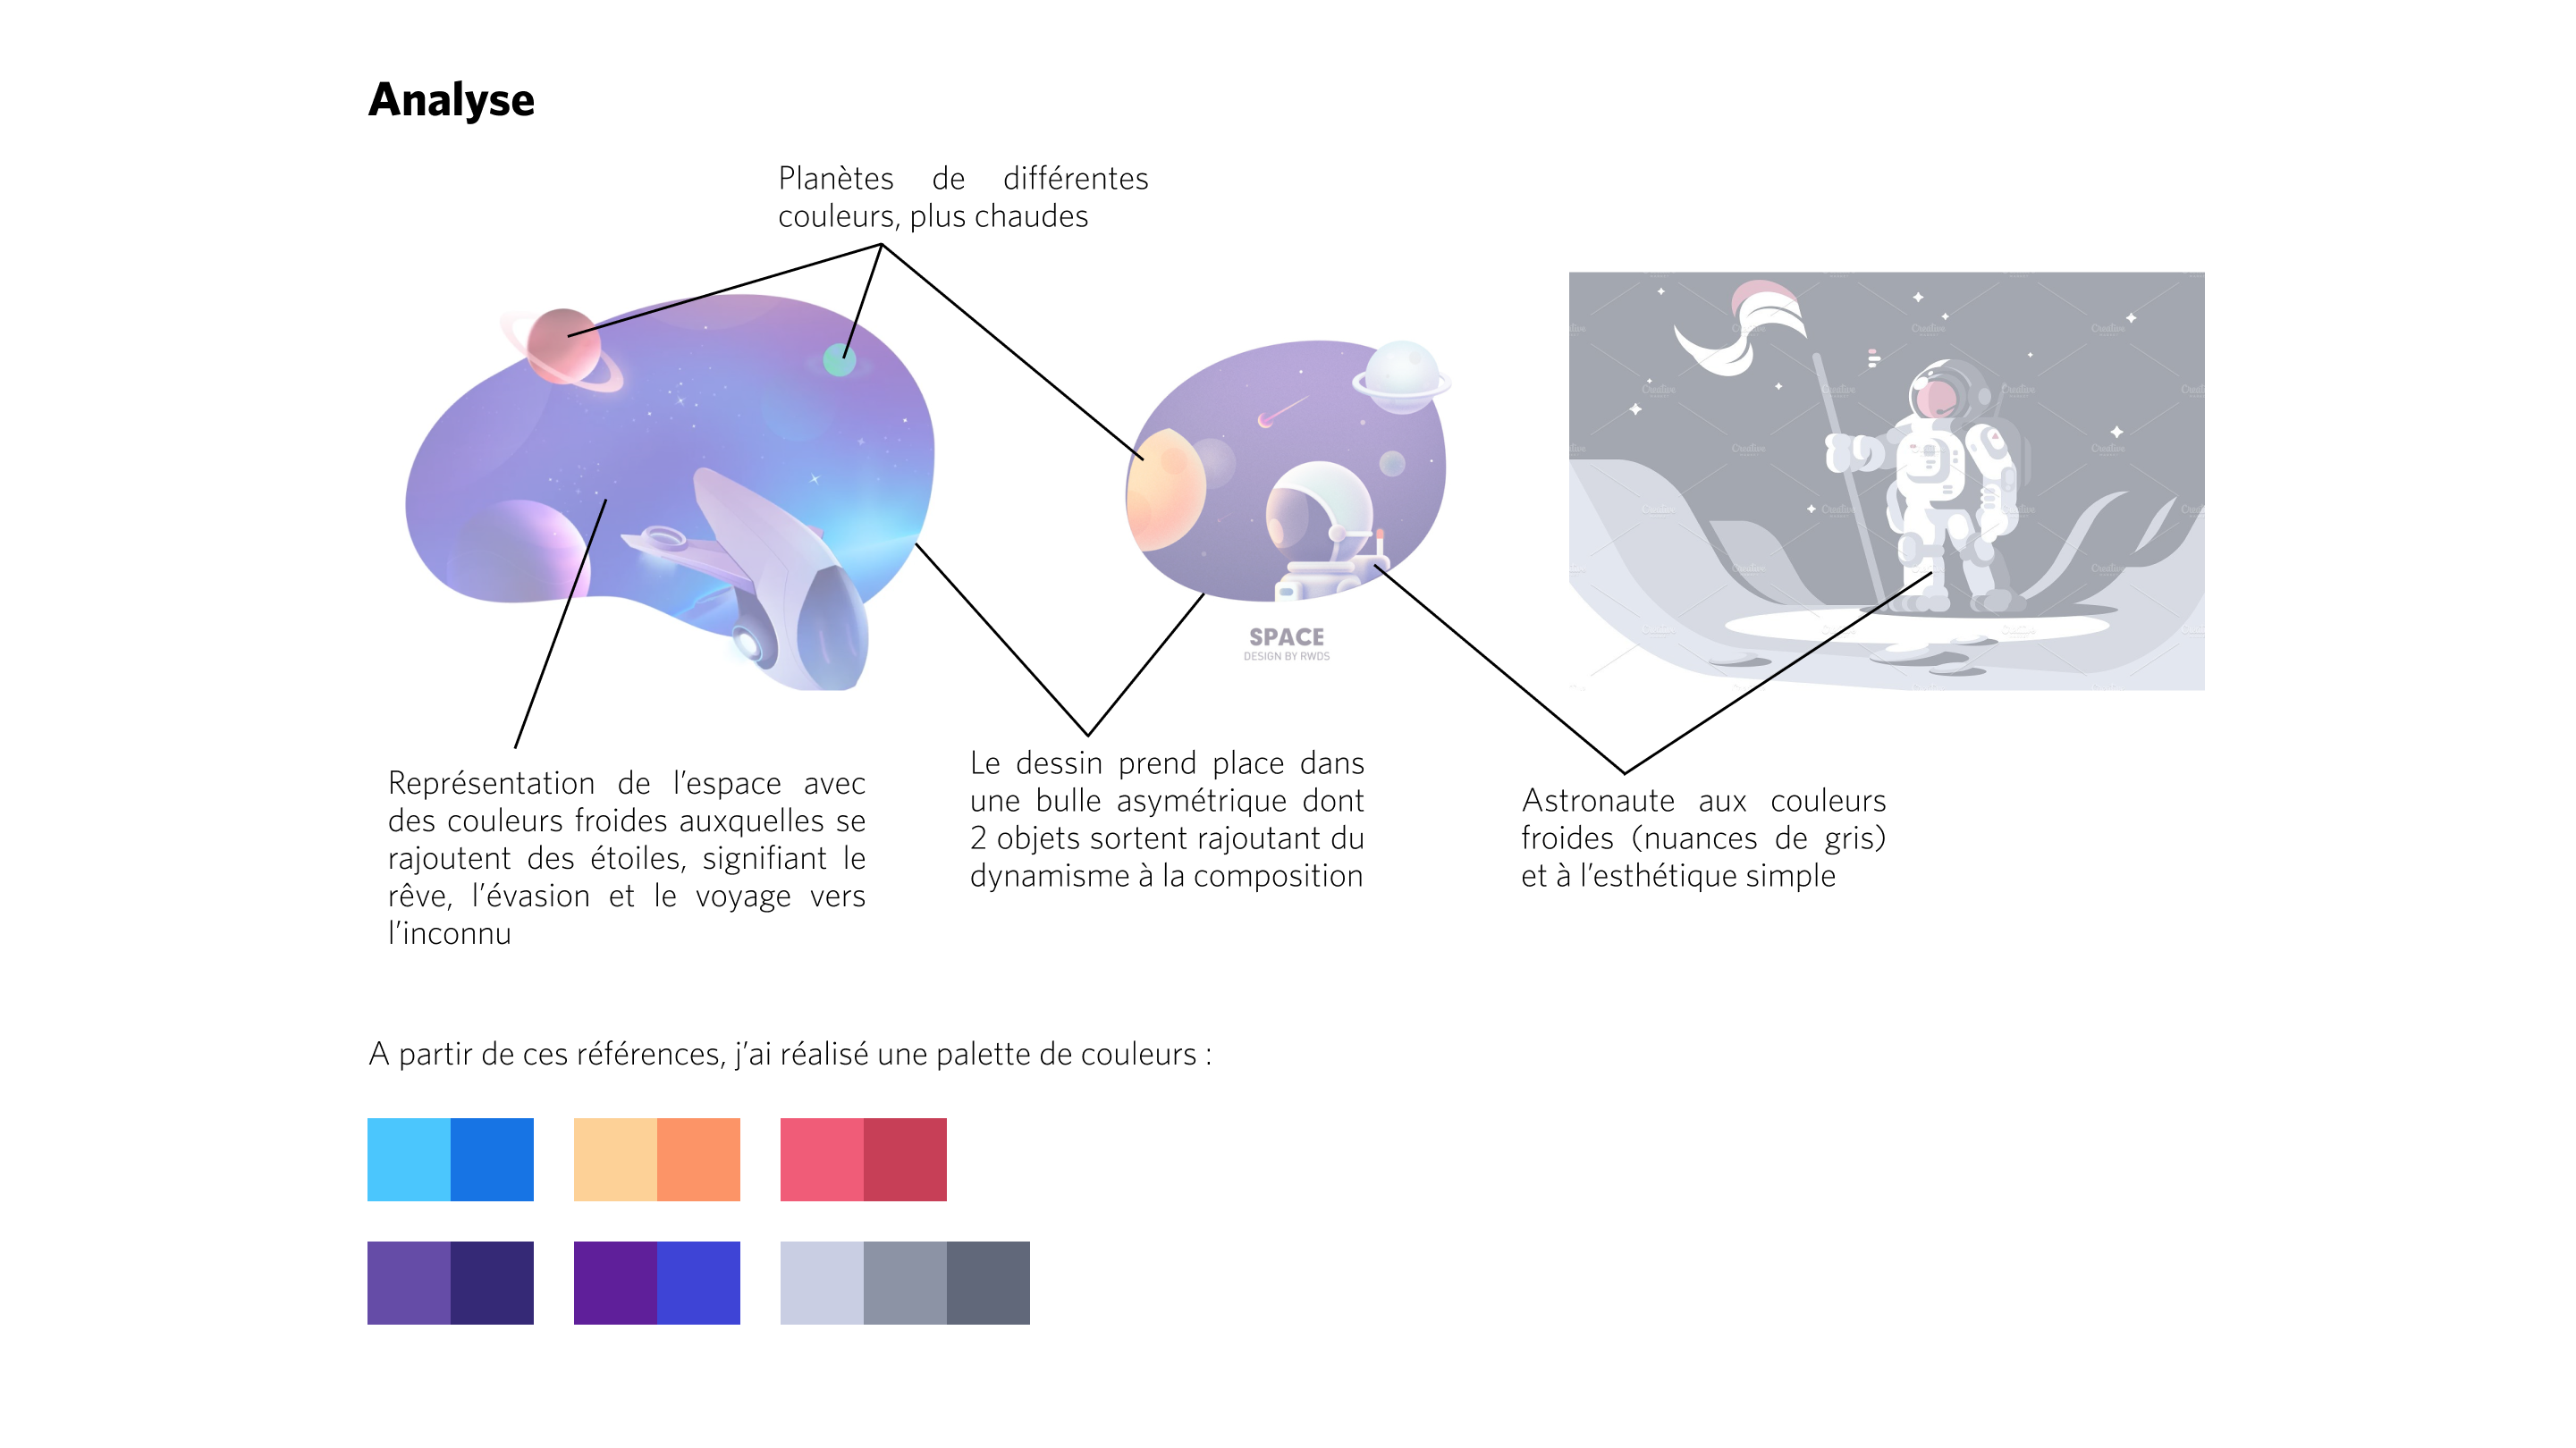 Analyse
Planètes de différentes
couleurs, plus chaudes
SPACE
DESIGN BY RWDS
Représentation de l'espace avec
des couleurs froides auxquelles se
rajoutent des étoiles, signifiant le
rêve, l'évasion et le voyage vers
l'inconnu
Le dessin prend place dans
une bulle asymétrique dont
2 objets sortent rajoutant du
dynamisme à la composition
Astronaute aux couleurs
froides (nuances de gris)
et à l'esthétique simple
A partir de ces références, j'ai réalisé une palette de couleurs :